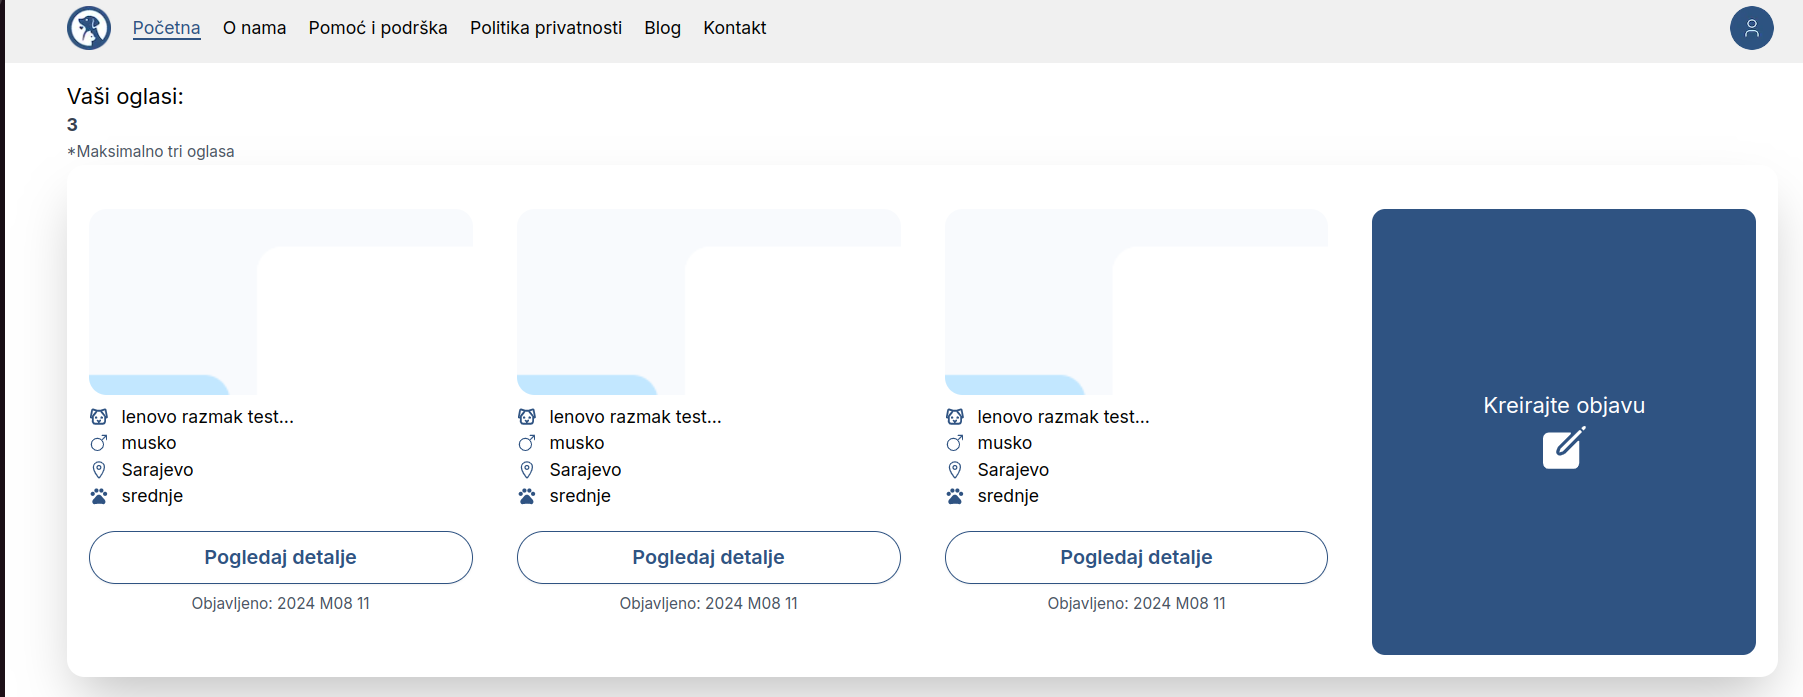 Početna O nama Pomoć i podrška Politika privatnosti Blog Kontakt
Vaši oglasi:
3
*Maksimalno tri oglasa
lenovo razmak test...
musko
Sarajevo
srednje
Pogledaj detalje
Objavljeno: 2024 M08 11
lenovo razmak test...
musko
Sarajevo
srednje
Pogledaj detalje
Objavljeno: 2024 M08 11
lenovo razmak test...
musko
Sarajevo
srednje
Pogledaj detalje
Objavljeno: 2024 M08 11
Kreirajte objavu